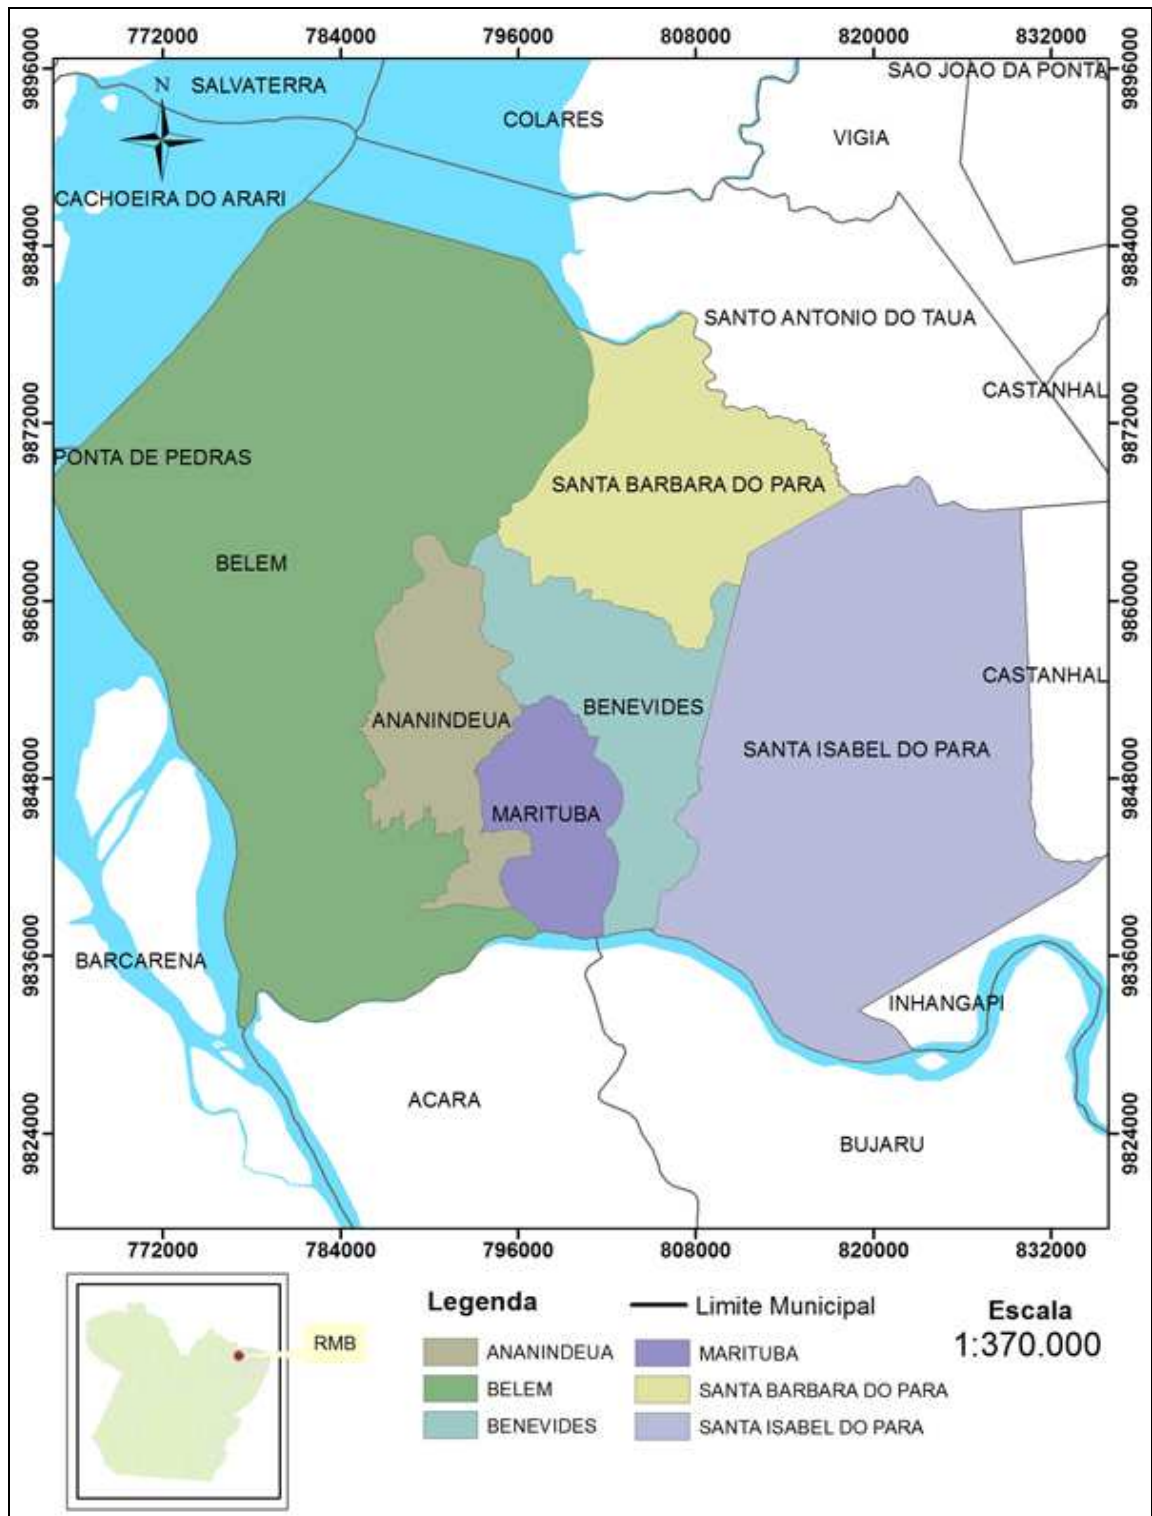 772000 784000 796000 808000 820000 832000
9896000
9896000
SALVATERRA
SAO JOAO DA PONTA
N
COLARES
VIGIA
CACHOEIRA DO ARARI
9884000
9884000
SANTO ANTONIO DO TAUA
CASTANHAL
9872000
9872000
PONTA DE PEDRAS
SANTA BARBARA DO PARA
BELEM
9860000
9860000
CASTANHAL
BENEVIDES
ANANINDEUA
SANTA ISABEL DO PARA
9848000
9848000
MARITUBA
9836000
9836000
BARCARENA
INHANGAPI
ACARA
9824000
9824000
BUJARU
772000 784000 796000 808000 820000 832000
RMB
Legenda
Limite Municipal
ANANINDEUA
MARITUBA
BELEM
SANTA BARBARA DO PARA
BENEVIDES
SANTA ISABEL DO PARA
Escala
1:370.000